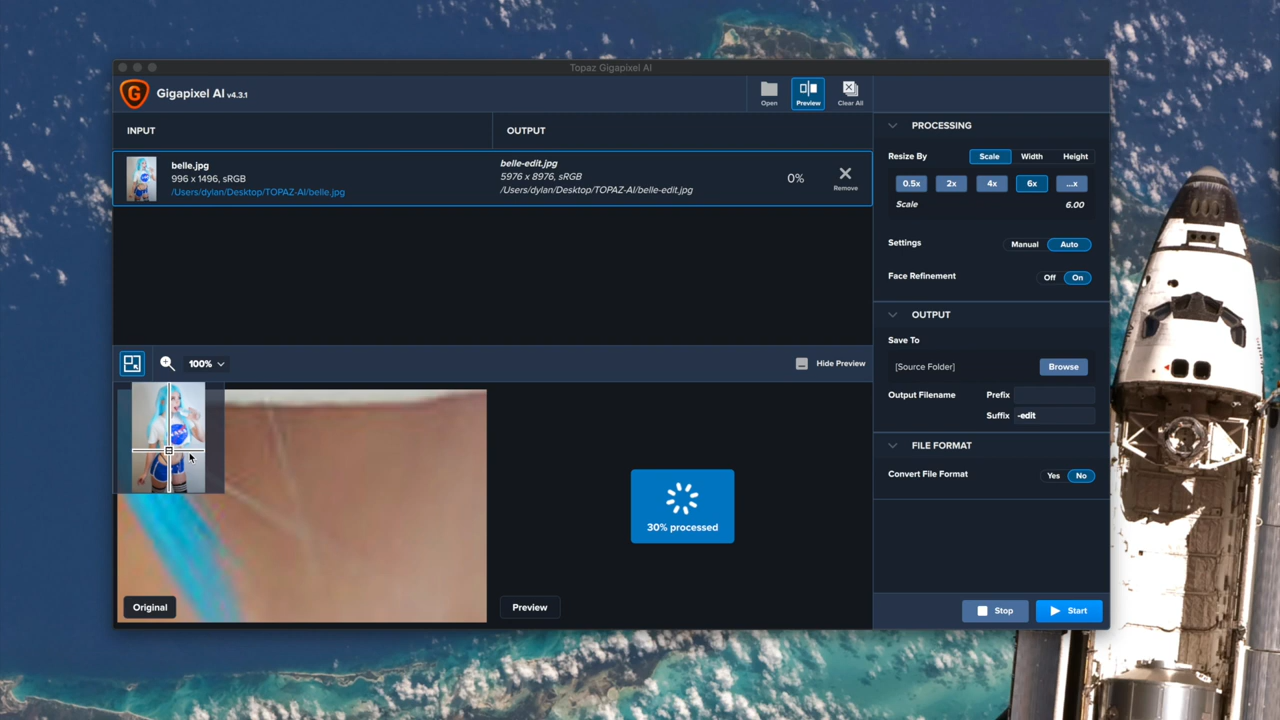 Topaz Gigapixel AI
Gigapixel AI v4.3.1
Open
Preview
Clear All
INPUT
OUTPUT
belle.jpg
996 x 1496, sRGB
/Users/dylan/Desktop/TOPAZ-AI/belle.jpg
belle-edit.jpg
5976 x 8976, sRGB
/Users/dylan/Desktop/TOPAZ-AI/belle-edit.jpg
0%
Remove
100%
Hide Preview
30% processed
Original
Preview
PROCESSING
Resize By
Scale
Width
Height
0.5x
2x
4x
6x
...x
Scale
6.00
Settings
Manual
Auto
Face Refinement
Off
On
OUTPUT
Save To
[Source Folder]
Browse
Output Filename
Prefix
Suffix
-edit
FILE FORMAT
Convert File Format
Yes
No
Stop
Start